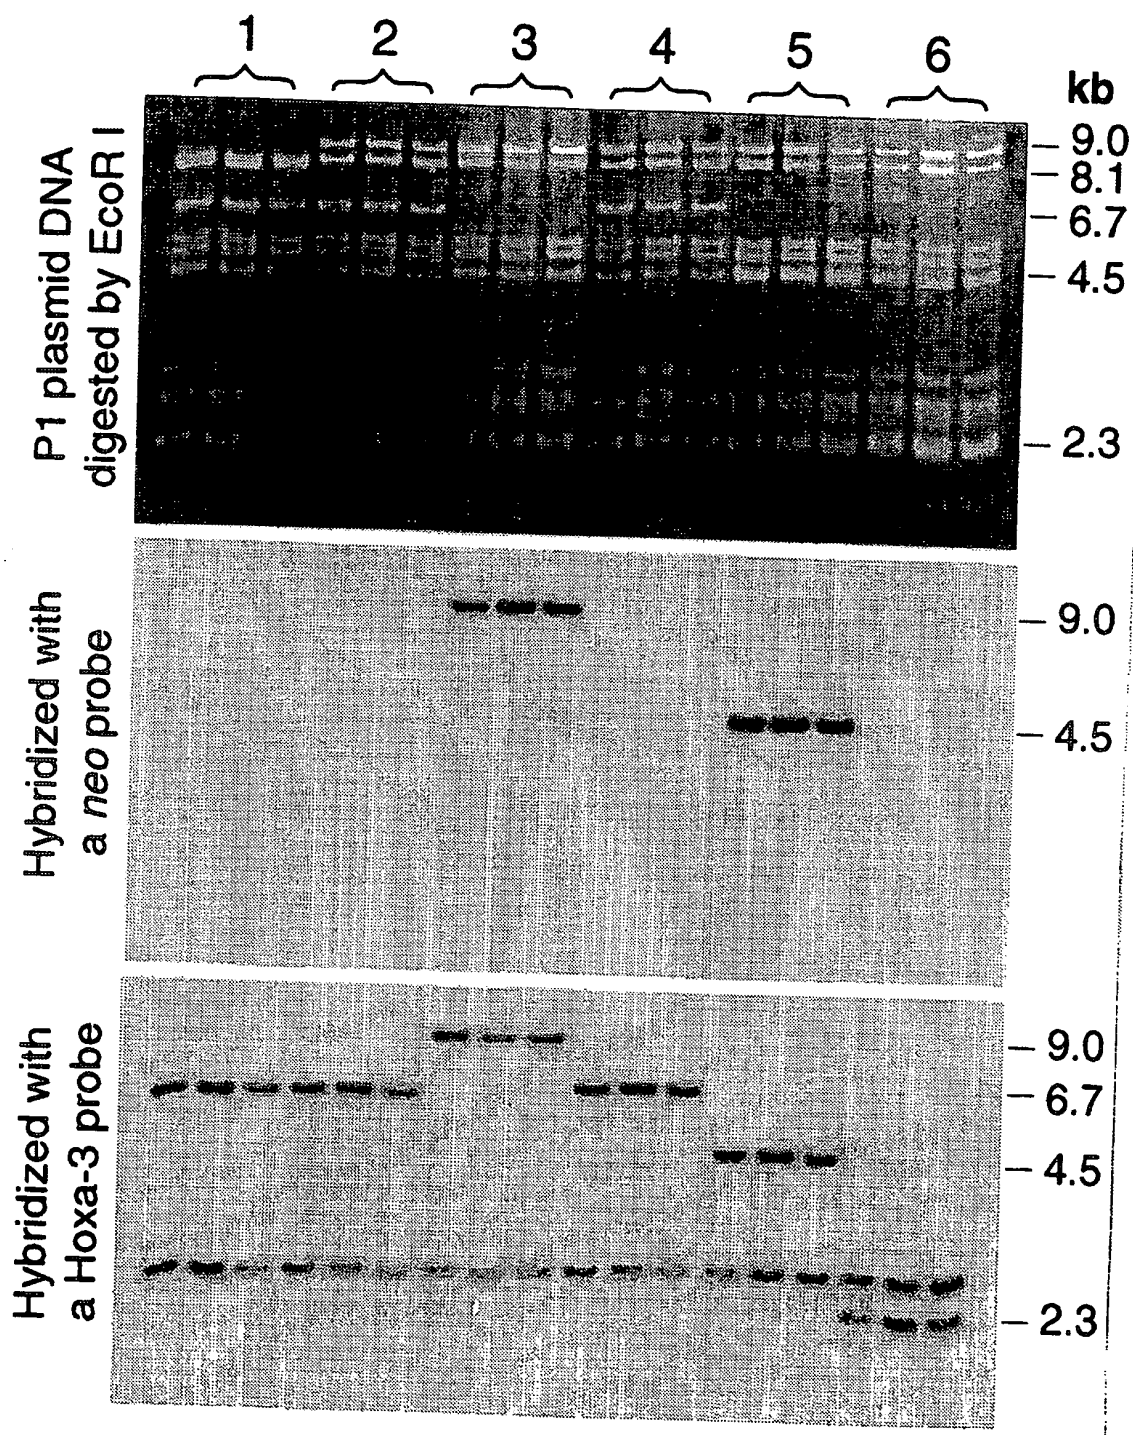 1 2 3 4 5 6
kb
P1 plasmid DNA
digested by EcoR I
9.0
8.1
6.7
4.5
2.3
Hybridized with
a neo probe
9.0
4.5
Hybridized with
a Hoxa-3 probe
9.0
6.7
4.5
2.3